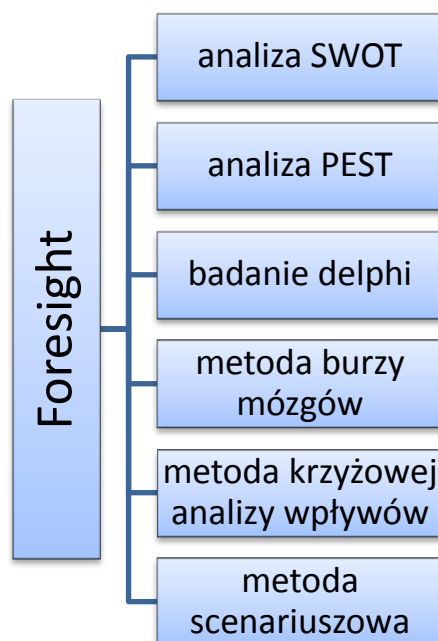 Foresight
analiza SWOT
analiza PEST
badanie delphi
metoda burzy
mózgów
metoda krzyżowej
analizy wpływów
metoda
scenariuszowa